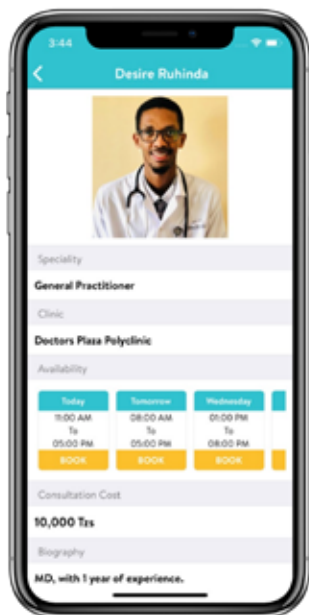 3:44
Desire Ruhinda
Speciality
General Practitioner
Clinic
Doctors Plaza Polyclinic
Availability
Today Tomorrow Wednesday
11:00 AM 08:00 AM 01:00 PM
To To To
05:00 PM 05:00 PM 08:00 PM
BOOK BOOK BOOK
Consultation Cost
10,000 Tzs
Biography
MD, with 1 year of experience.